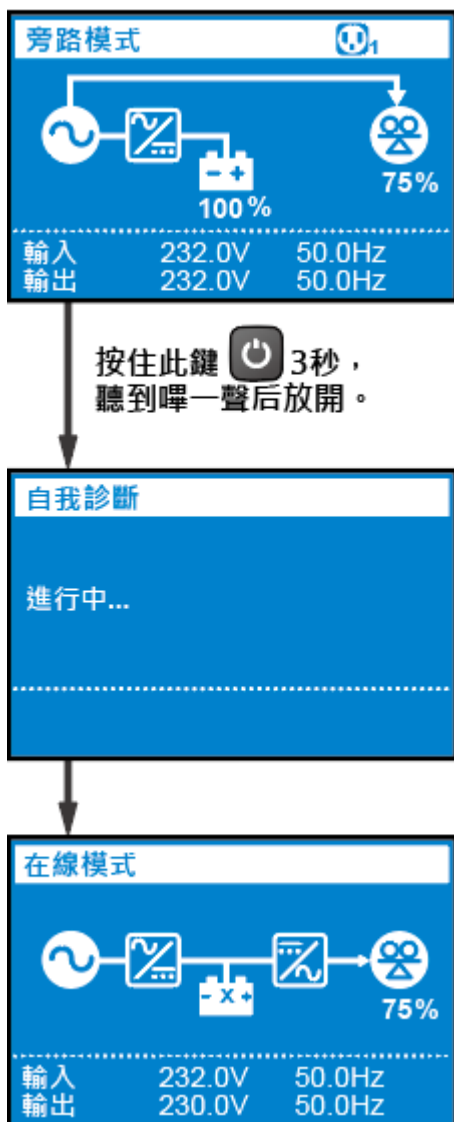 旁路模式 1
75%
100%
輸入 232.0V 50.0Hz
輸出 232.0V 50.0Hz
按住此鍵 3秒，
聽到嗶一聲后放開。
自我診斷
進行中...
在線模式
75%
輸入 232.0V 50.0Hz
輸出 230.0V 50.0Hz